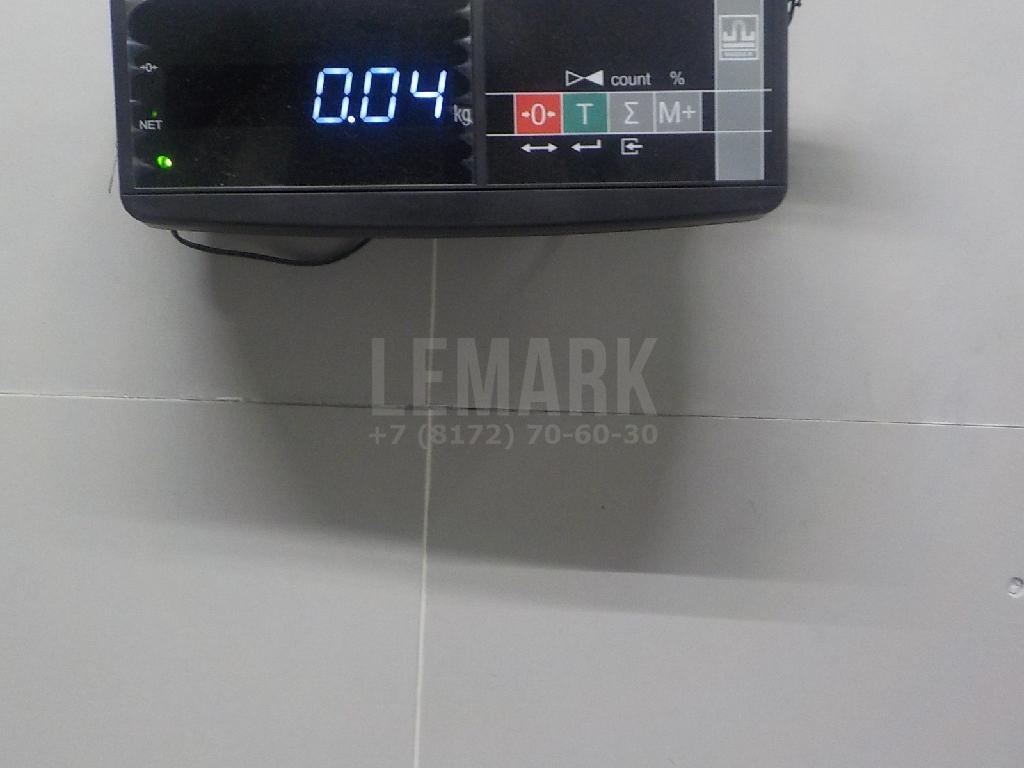 →0←
0.04 kg
NET
count %
→0← T Σ M+
LEMARK
+7 (8172) 70-60-30